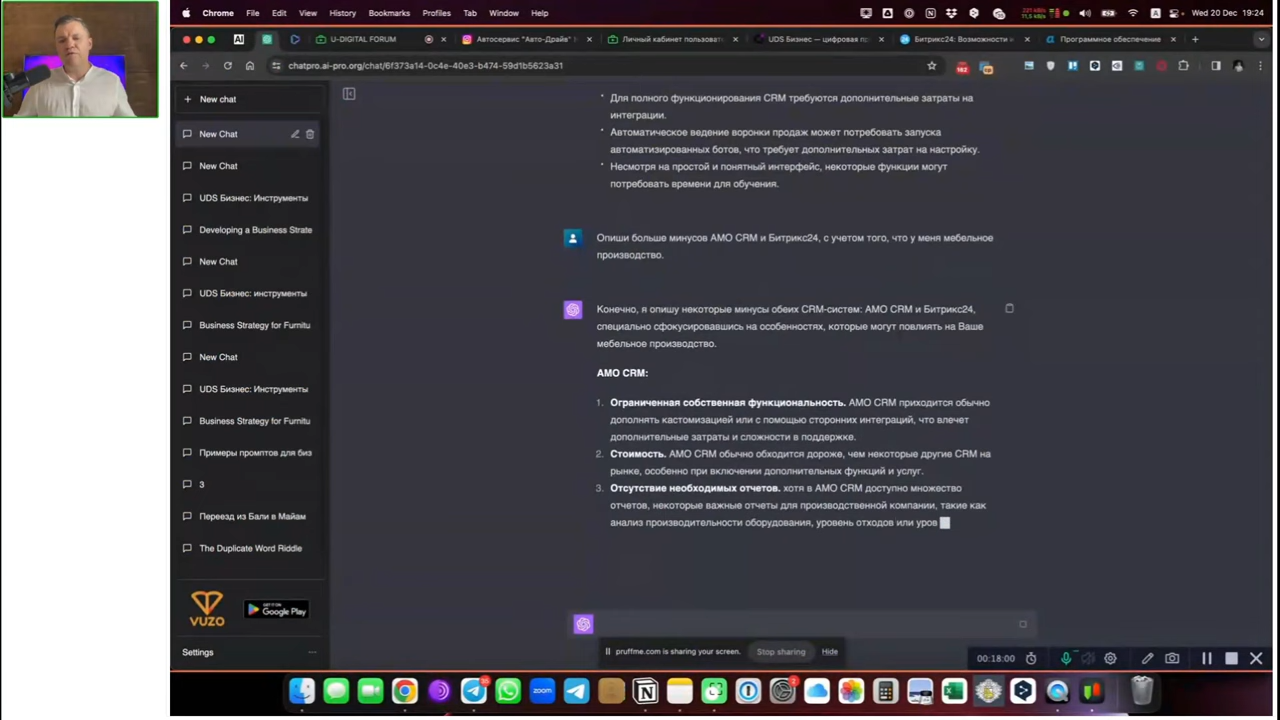 Chrome File Edit View History Bookmarks Profiles Tab Window Help
Wed 20 Dec 19:24
U-DIGITAL FORUM
Автосервис "Авто-Драйв"
Личный кабинет пользовате
UDS Бизнес — цифровая пр
Битрикс24: Возможности и
Программное обеспечение
chatpro.ai-pro.org/chat/6f373a14-0c4e-40e3-b474-59d1b5623a31
New chat
New Chat
New Chat
UDS Бизнес: Инструменты
Developing a Business Strate
New Chat
UDS Бизнес: инструменты
Business Strategy for Furnitu
New Chat
UDS Бизнес: Инструменты
Business Strategy for Furnitu
Примеры промптов для биз
3
Переезд из Бали в Майам
The Duplicate Word Riddle
VUZO
GET IT ON
Google Play
Settings
Для полного функционирования CRM требуются дополнительные затраты на
интеграции.
Автоматическое ведение воронки продаж может потребовать запуска
автоматизированных ботов, что требует дополнительных затрат на настройку.
Несмотря на простой и понятный интерфейс, некоторые функции могут
потребовать времени для обучения.
Опиши больше минусов AMO CRM и Битрикс24, с учетом того, что у меня мебельное
производство.
Конечно, я опишу некоторые минусы обеих CRM-систем: AMO CRM и Битрикс24,
специально сфокусировавшись на особенностях, которые могут повлиять на Ваше
мебельное производство.
AMO CRM:
1. Ограниченная собственная функциональность. AMO CRM приходится обычно
дополнять кастомизацией или с помощью сторонних интеграций, что влечет
дополнительные затраты и сложности в поддержке.
2. Стоимость. AMO CRM обычно обходится дороже, чем некоторые другие CRM на
рынке, особенно при включении дополнительных функций и услуг.
3. Отсутствие необходимых отчетов. хотя в AMO CRM доступно множество
отчетов, некоторые важные отчеты для производственной компании, такие как
анализ производительности оборудования, уровень отходов или уров
pruffme.com is sharing your screen. Stop sharing Hide
00:18:00
zoom